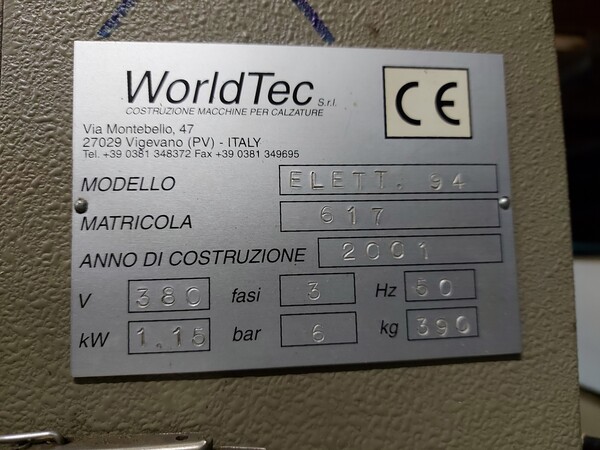 WorldTec S.r.l.
COSTRUZIONE MACCHINE PER CALZATURE
CE
Via Montebello, 47
27029 Vigevano (PV) - ITALY
Tel. +39 0381 348372 Fax +39 0381 349695
MODELLO ELETT. 94
MATRICOLA 617
ANNO DI COSTRUZIONE 2001
V 380 fasi 3 Hz 50
kW 1,15 bar 6 kg 390